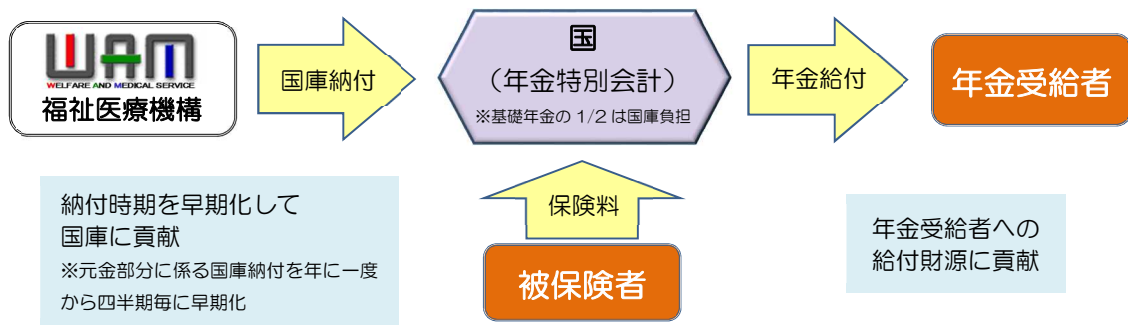 WAM
WELFARE AND MEDICAL SERVICE
福祉医療機構
国庫納付
国
（年金特別会計）
※基礎年金の 1/2 は国庫負担
年金給付
年金受給者
納付時期を早期化して
国庫に貢献
※元金部分に係る国庫納付を年に一度
から四半期毎に早期化
保険料
被保険者
年金受給者への
給付財源に貢献